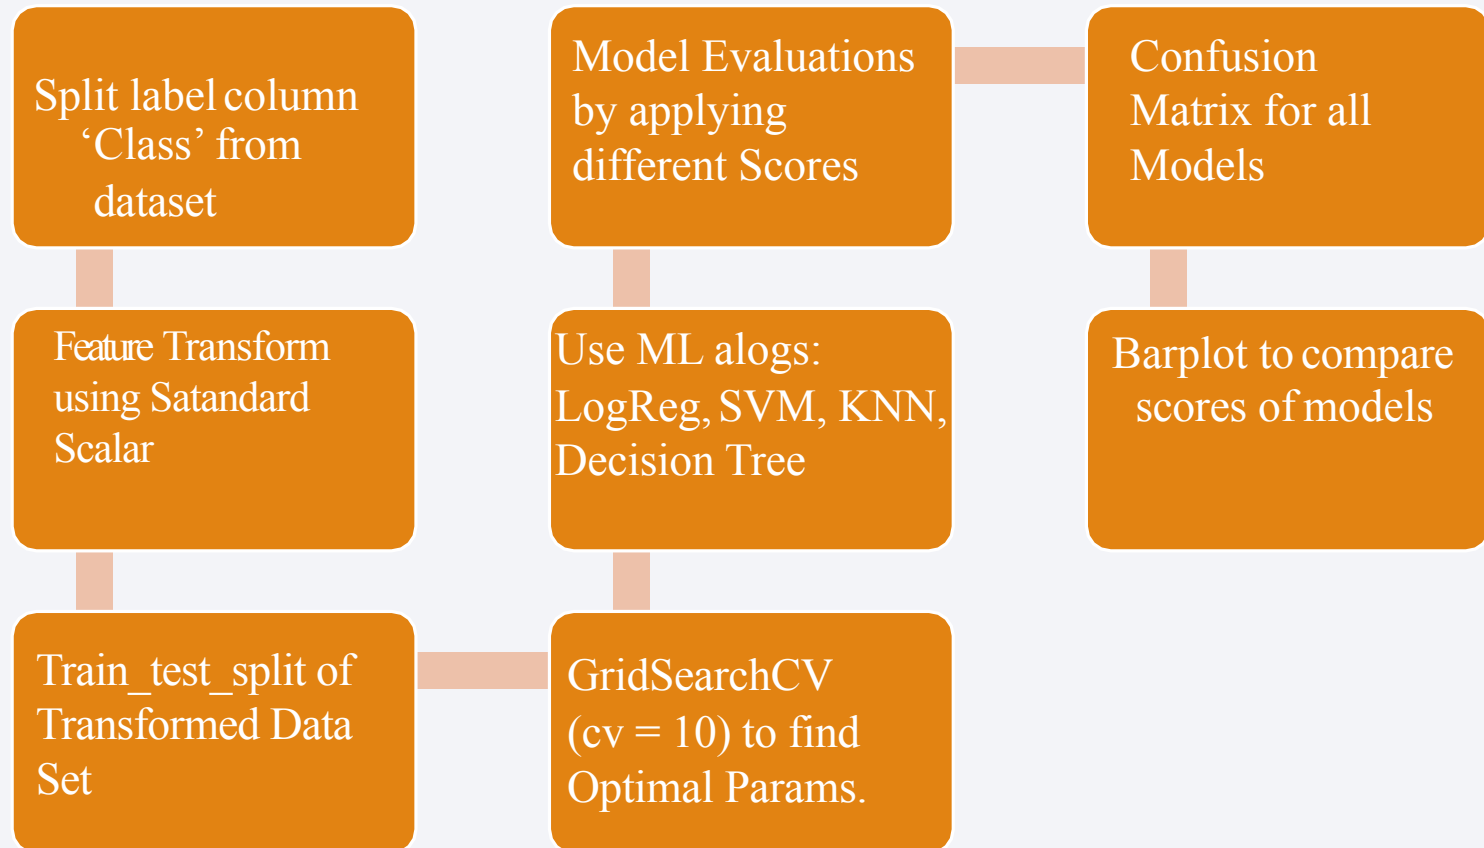 Split label column
‘Class’ from
dataset
Feature Transform
using Satandard
Scalar
Train_test_split of
Transformed Data
Set
GridSearchCV
(cv = 10) to find
Optimal Params.
Use ML alogs:
LogReg, SVM, KNN,
Decision Tree
Model Evaluations
by applying
different Scores
Confusion
Matrix for all
Models
Barplot to compare
scores of models